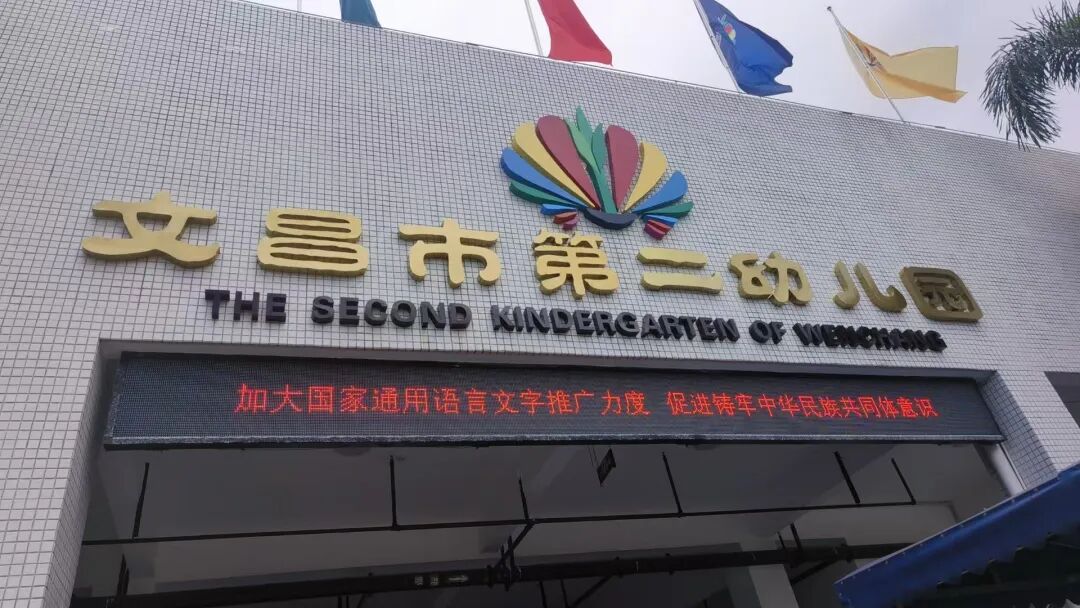 文昌市第二幼儿园
THE SECOND KINDERGARTEN OF WENCHANG
加大国家通用语言文字推广力度 促进铸牢中华民族共同体意识